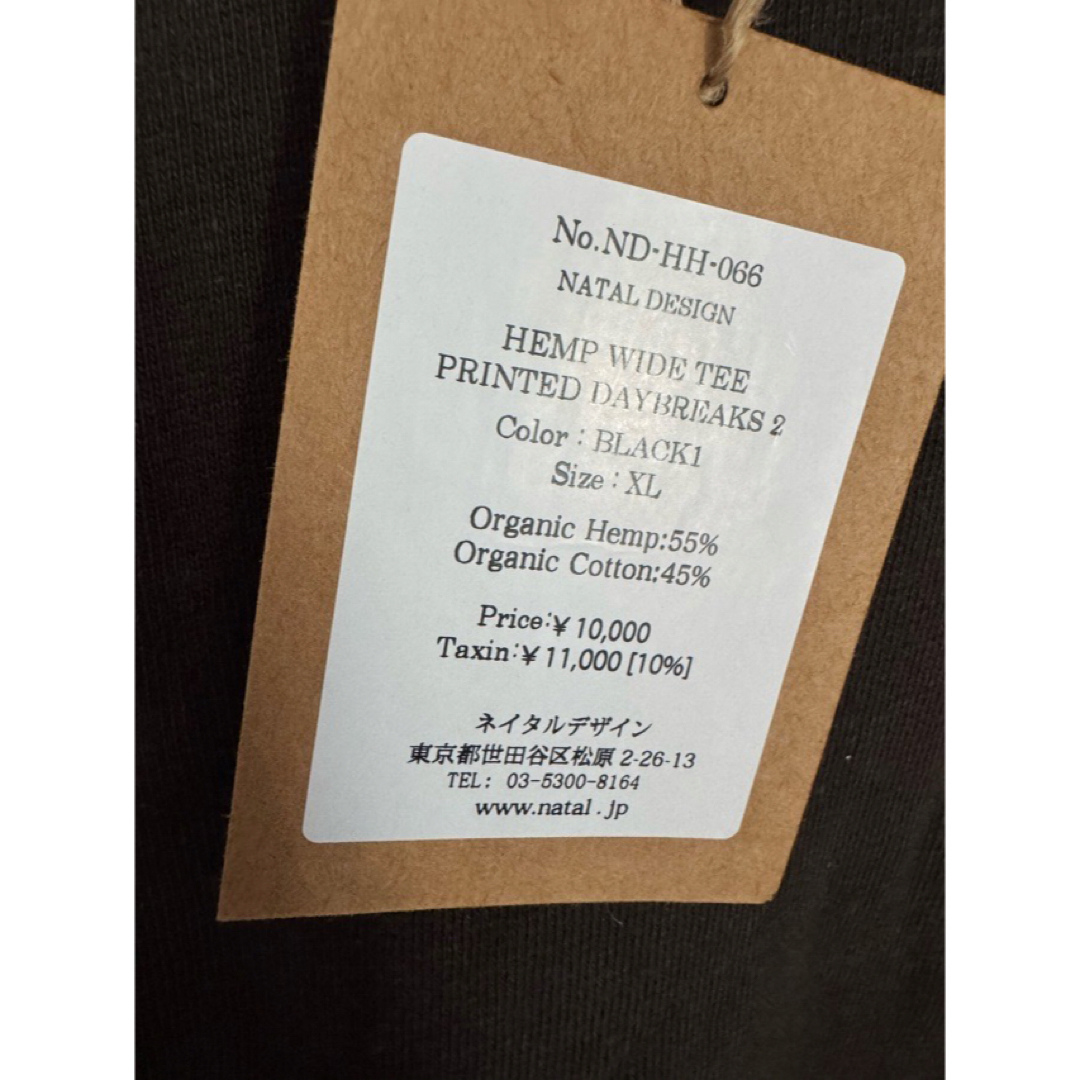 No.ND-HH-066
NATAL DESIGN
HEMP WIDE TEE
PRINTED DAYBREAKS 2
Color : BLACK1
Size : XL
Organic Hemp:55%
Organic Cotton:45%
Price:¥10,000
Taxin:¥11,000 [10%]
ネイタルデザイン
東京都世田谷区松原 2-26-13
TEL: 03-5300-8164
www.natal.jp